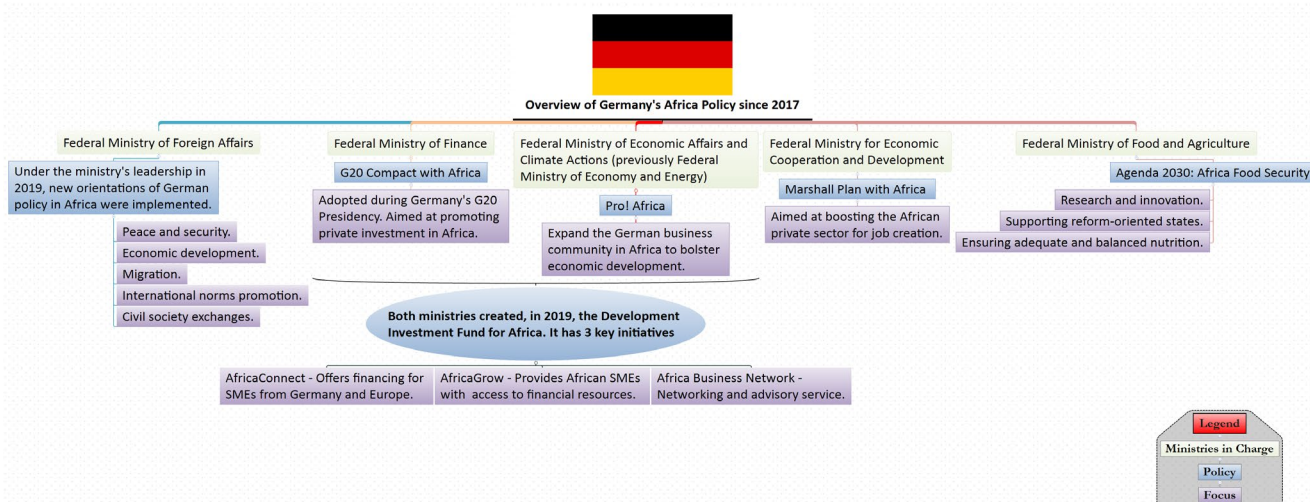 Overview of Germany's Africa Policy since 2017
Federal Ministry of Foreign Affairs
Under the ministry's leadership in
2019, new orientations of German
policy in Africa were implemented.
Peace and security.
Economic development.
Migration.
International norms promotion.
Civil society exchanges.
Federal Ministry of Finance
G20 Compact with Africa
Adopted during Germany's G20
Presidency. Aimed at promoting
private investment in Africa.
Federal Ministry of Economic Affairs and
Climate Actions (previously Federal
Ministry of Economy and Energy)
Pro! Africa
Expand the German business
community in Africa to bolster
economic development.
Federal Ministry for Economic
Cooperation and Development
Marshall Plan with Africa
Aimed at boosting the African
private sector for job creation.
Federal Ministry of Food and Agriculture
Agenda 2030: Africa Food Security
Research and innovation.
Supporting reform-oriented states.
Ensuring adequate and balanced nutrition.
Both ministries created, in 2019, the Development
Investment Fund for Africa. It has 3 key initiatives
AfricaConnect - Offers financing for
SMEs from Germany and Europe.
AfricaGrow - Provides African SMEs
with access to financial resources.
Africa Business Network -
Networking and advisory service.
Legend
Ministries in Charge
Policy
Focus